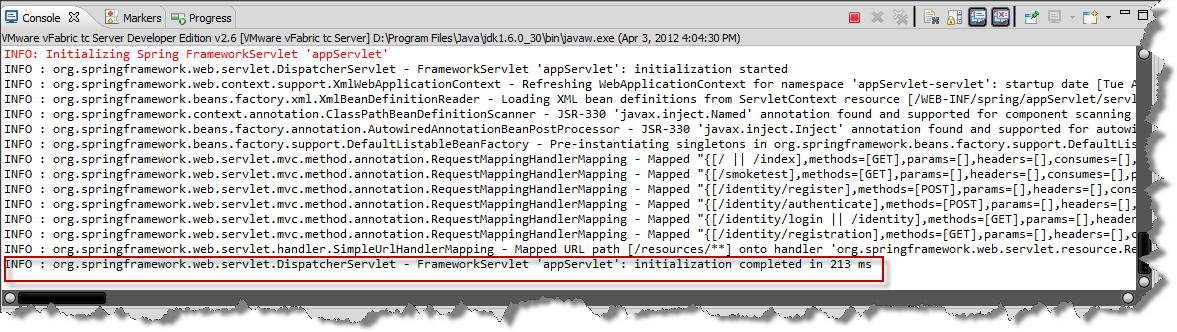 Console Markers Progress
VMware vFabric tc Server Developer Edition v2.6 [VMware vFabric tc Server] D:\Program Files\Java\jdk1.6.0_30\bin\javaw.exe (Apr 3, 2012 4:04:30 PM)
INFO: Initializing Spring FrameworkServlet 'appServlet'
INFO : org.springframework.web.servlet.DispatcherServlet - FrameworkServlet 'appServlet': initialization started
INFO : org.springframework.web.context.support.XmlWebApplicationContext - Refreshing WebApplicationContext for namespace 'appServlet-servlet': startup date [Tue A
INFO : org.springframework.beans.factory.xml.XmlBeanDefinitionReader - Loading XML bean definitions from ServletContext resource [/WEB-INF/spring/appServlet/serv
INFO : org.springframework.context.annotation.ClassPathBeanDefinitionScanner - JSR-330 'javax.inject.Named' annotation found and supported for component scanning
INFO : org.springframework.beans.factory.annotation.AutowiredAnnotationBeanPostProcessor - JSR-330 'javax.inject.Inject' annotation found and supported for autowi
INFO : org.springframework.beans.factory.support.DefaultListableBeanFactory - Pre-instantiating singletons in org.springframework.beans.factory.support.DefaultLis
INFO : org.springframework.web.servlet.mvc.method.annotation.RequestMappingHandlerMapping - Mapped "{[/ || /index],methods=[GET],params=[],headers=[],consumes=[],
INFO : org.springframework.web.servlet.mvc.method.annotation.RequestMappingHandlerMapping - Mapped "{[/smoketest],methods=[GET],params=[],headers=[],consumes=[],p
INFO : org.springframework.web.servlet.mvc.method.annotation.RequestMappingHandlerMapping - Mapped "{[/identity/register],methods=[POST],params=[],headers=[],cons
INFO : org.springframework.web.servlet.mvc.method.annotation.RequestMappingHandlerMapping - Mapped "{[/identity/authenticate],methods=[POST],params=[],headers=[],
INFO : org.springframework.web.servlet.mvc.method.annotation.RequestMappingHandlerMapping - Mapped "{[/identity/login || /identity],methods=[GET],params=[],header
INFO : org.springframework.web.servlet.mvc.method.annotation.RequestMappingHandlerMapping - Mapped "{[/identity/registration],methods=[GET],params=[],headers=[],c
INFO : org.springframework.web.servlet.handler.SimpleUrlHandlerMapping - Mapped URL path [/resources/**] onto handler 'org.springframework.web.servlet.resource.Re
INFO : org.springframework.web.servlet.DispatcherServlet - FrameworkServlet 'appServlet': initialization completed in 213 ms